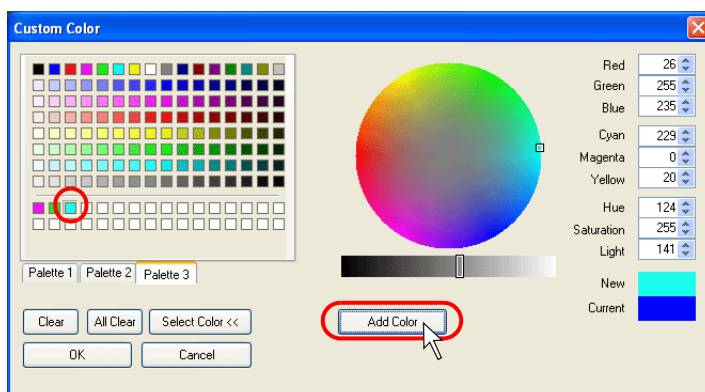 Custom Color
Red 26
Green 255
Blue 235
Cyan 229
Magenta 0
Yellow 20
Hue 124
Saturation 255
Light 141
New
Current
Palette 1 Palette 2 Palette 3
Clear All Clear Select Color <<
Add Color
OK Cancel